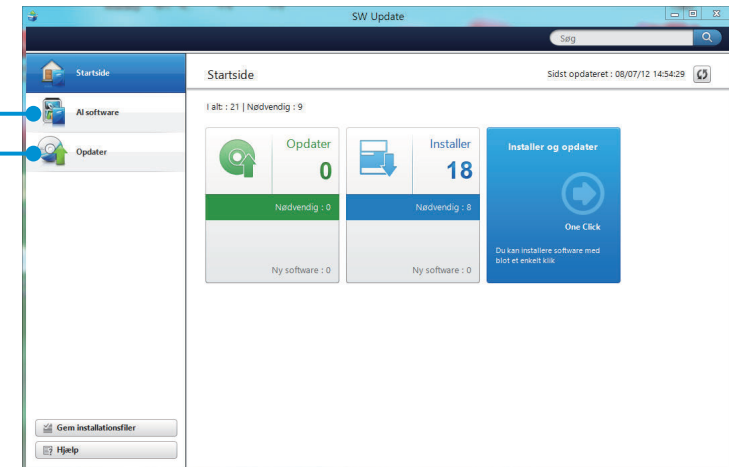 SW Update
Søg
Startside
AI software
Opdater
Startside
Sidst opdateret : 08/07/12 14:54:29
I alt: : 21 | Nødvendig : 9
Opdater
0
Nødvendig : 0
Ny software : 0
Installer
18
Nødvendig : 8
Ny software : 0
Installer og opdater
One Click
Du kan installere software med
blot et enkelt klik
Gem installationsfiler
Hjælp